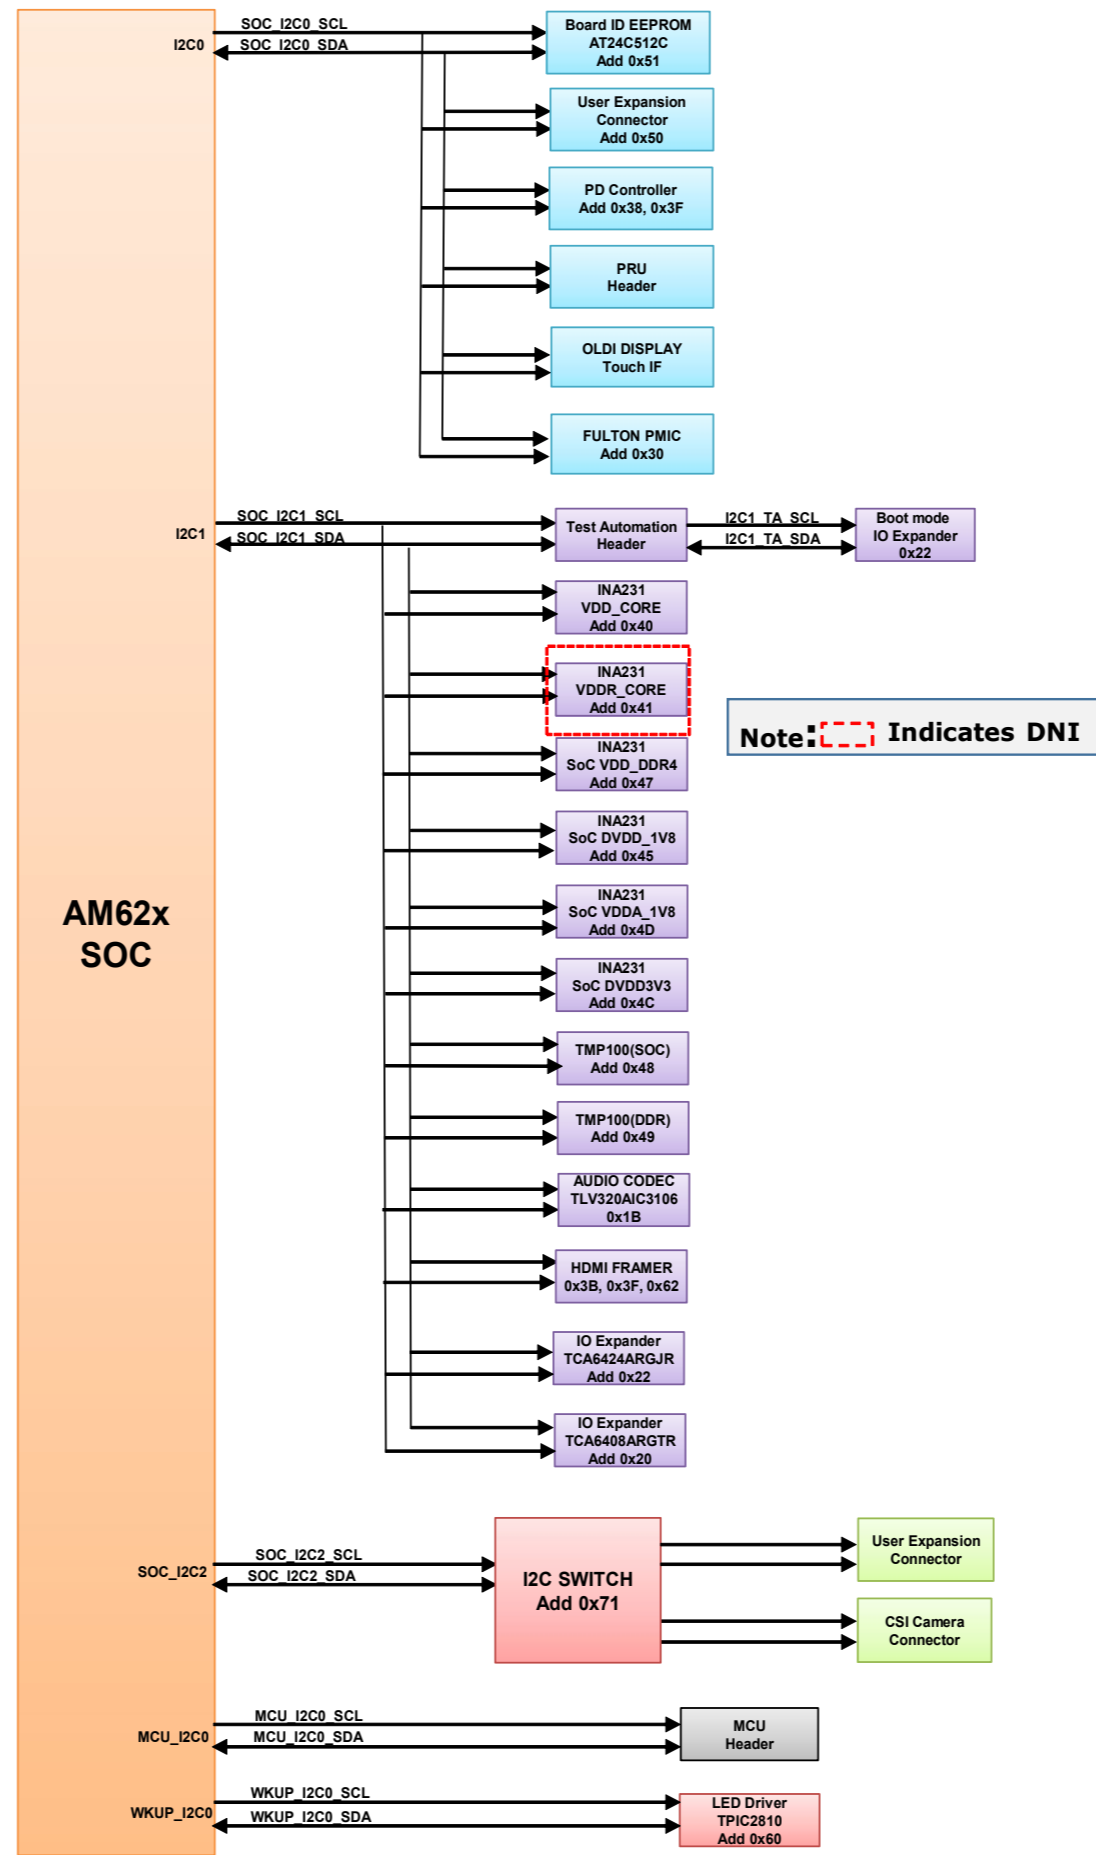 SOC_I2C0_SCL
I2C0
SOC_I2C0_SDA
Board ID EEPROM
AT24C512C
Add 0x51
User Expansion
Connector
Add 0x50
PD Controller
Add 0x38, 0x3F
PRU
Header
OLDI DISPLAY
Touch IF
FULTON PMIC
Add 0x30
SOC_I2C1_SCL
I2C1
SOC_I2C1_SDA
Test Automation
Header
I2C1_TA_SCL
I2C1_TA_SDA
Boot mode
IO Expander
0x22
INA231
VDD_CORE
Add 0x40
INA231
VDDR_CORE
Add 0x41
Note: Indicates DNI
INA231
SoC VDD_DDR4
Add 0x47
INA231
SoC DVDD_1V8
Add 0x45
INA231
SoC VDDA_1V8
Add 0x4D
AM62x
SOC
INA231
SoC DVDD3V3
Add 0x4C
TMP100(SOC)
Add 0x48
TMP100(DDR)
Add 0x49
AUDIO CODEC
TLV320AIC3106
0x1B
HDMI FRAMER
0x3B, 0x3F, 0x62
IO Expander
TCA6424ARGJR
Add 0x22
IO Expander
TCA6408ARGTR
Add 0x20
SOC_I2C2_SCL
SOC_I2C2
SOC_I2C2_SDA
I2C SWITCH
Add 0x71
User Expansion
Connector
CSI Camera
Connector
MCU_I2C0_SCL
MCU_I2C0
MCU_I2C0_SDA
MCU
Header
WKUP_I2C0_SCL
WKUP_I2C0
WKUP_I2C0_SDA
LED Driver
TPIC2810
Add 0x60